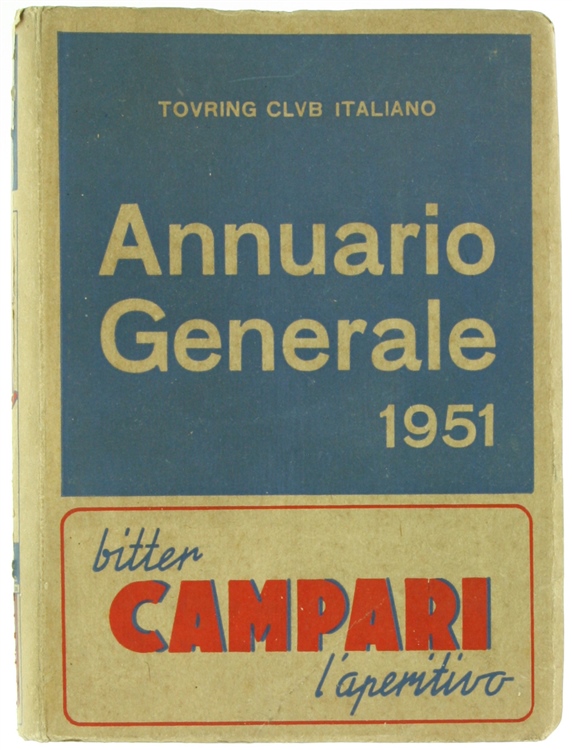 TOVRING CLVB ITALIANO
Annuario
Generale
1951
bitter
CAMPARI
l'aperitivo